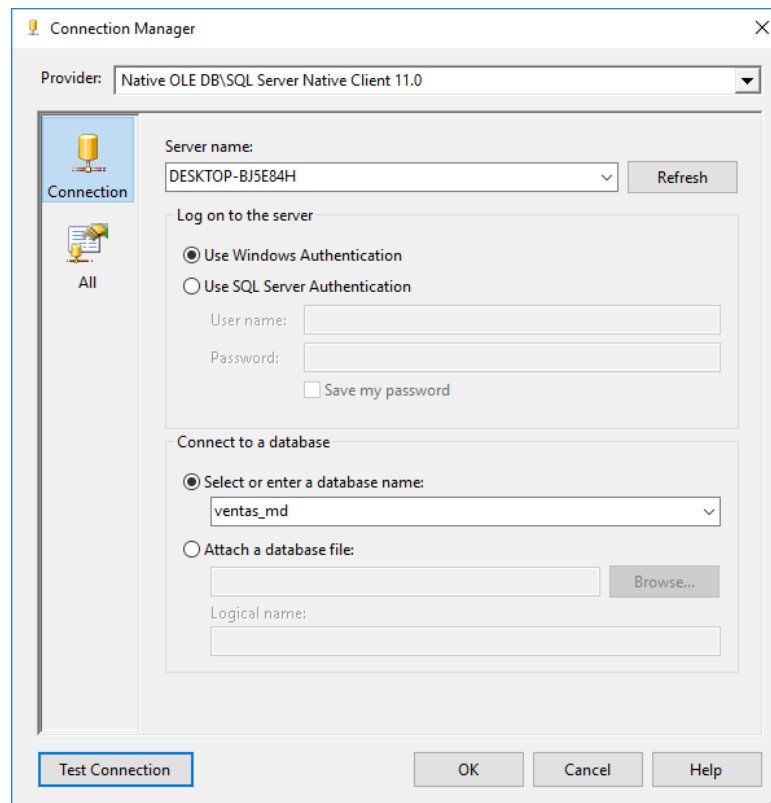 Connection Manager
Provider: Native OLE DB\SQL Server Native Client 11.0
Connection
All
Server name:
DESKTOP-BJ5E84H
Refresh
Log on to the server
Use Windows Authentication
Use SQL Server Authentication
User name:
Password:
Save my password
Connect to a database
Select or enter a database name:
ventas_md
Attach a database file:
Browse...
Logical name:
Test Connection OK Cancel Help